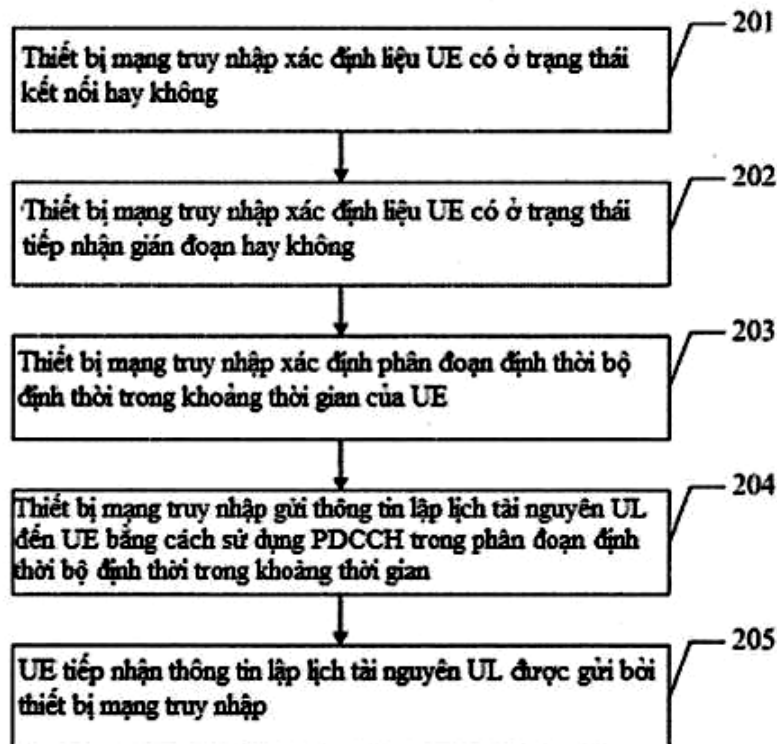 201
Thiết bị mạng truy nhập xác định liệu UE có ở trạng thái
kết nối hay không
202
Thiết bị mạng truy nhập xác định liệu UE có ở trạng thái
tiếp nhận gián đoạn hay không
203
Thiết bị mạng truy nhập xác định phân đoạn định thời bộ
định thời trong khoảng thời gian của UE
204
Thiết bị mạng truy nhập gửi thông tin lập lịch tài nguyên UL
đến UE bằng cách sử dụng PDCCH trong phân đoạn định
thời bộ định thời trong khoảng thời gian
205
UE tiếp nhận thông tin lập lịch tài nguyên UL được gửi bởi
thiết bị mạng truy nhập